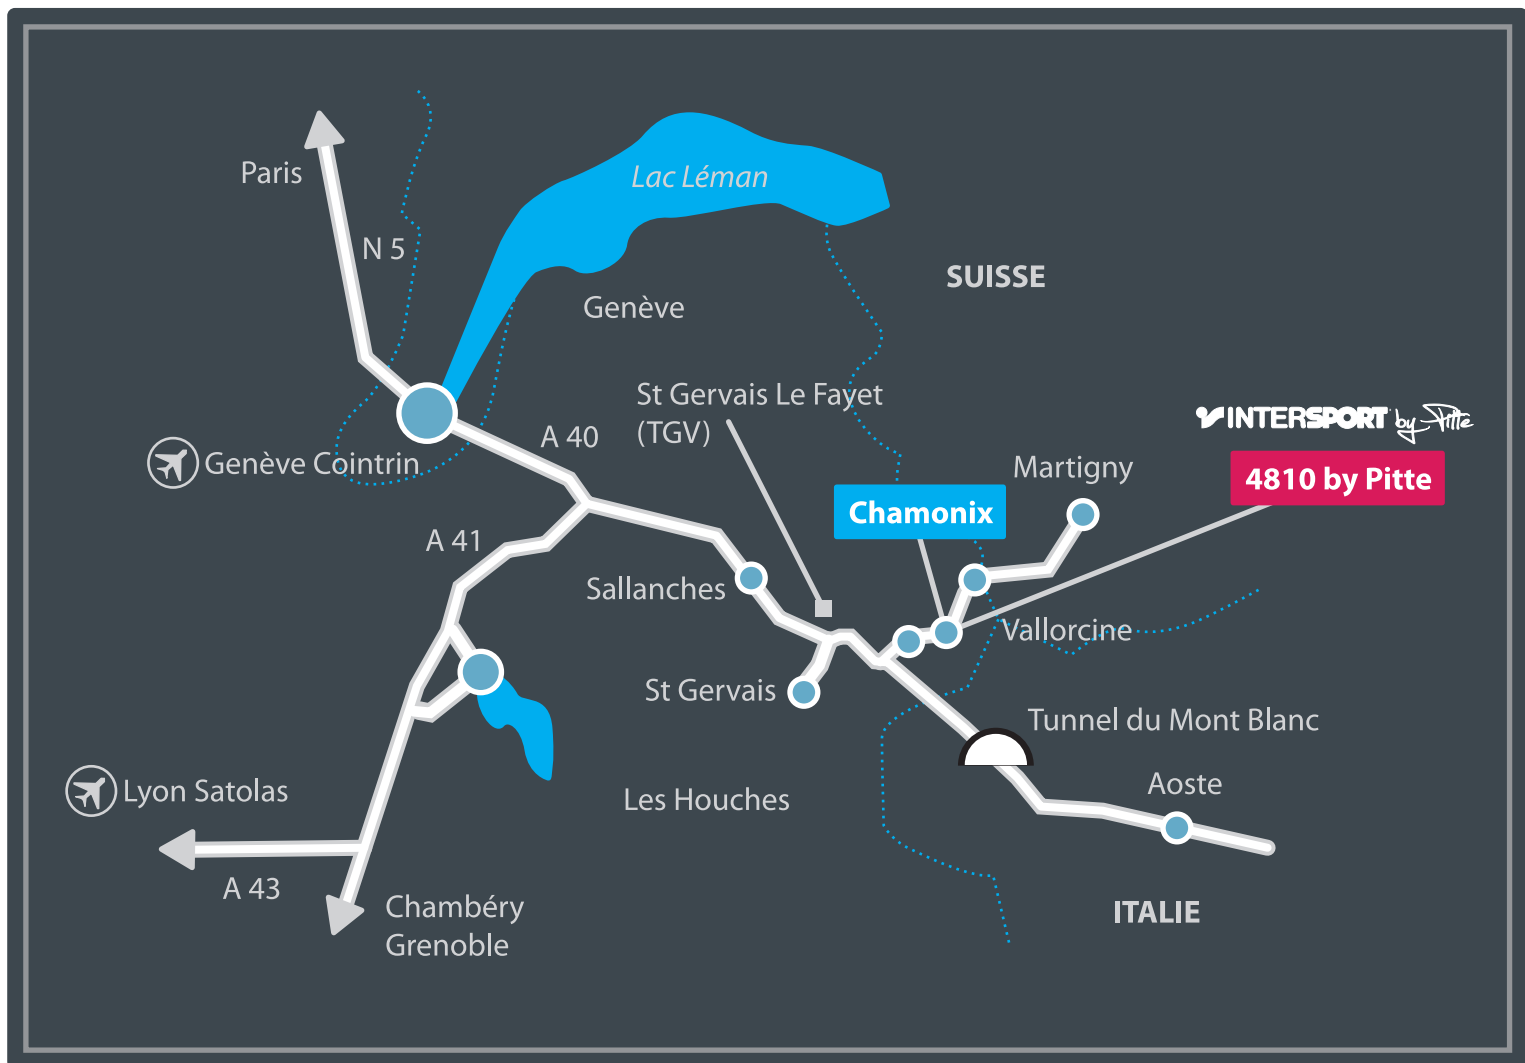 Paris
Lac Léman
N 5
SUISSE
Genève
St Gervais Le Fayet
(TGV)
INTERSPORT by Pitte
A 40
Genève Cointrin
Martigny
4810 by Pitte
Chamonix
A 41
Sallanches
Vallorcine
St Gervais
Tunnel du Mont Blanc
Lyon Satolas
Les Houches
Aoste
A 43
Chambéry
Grenoble
ITALIE